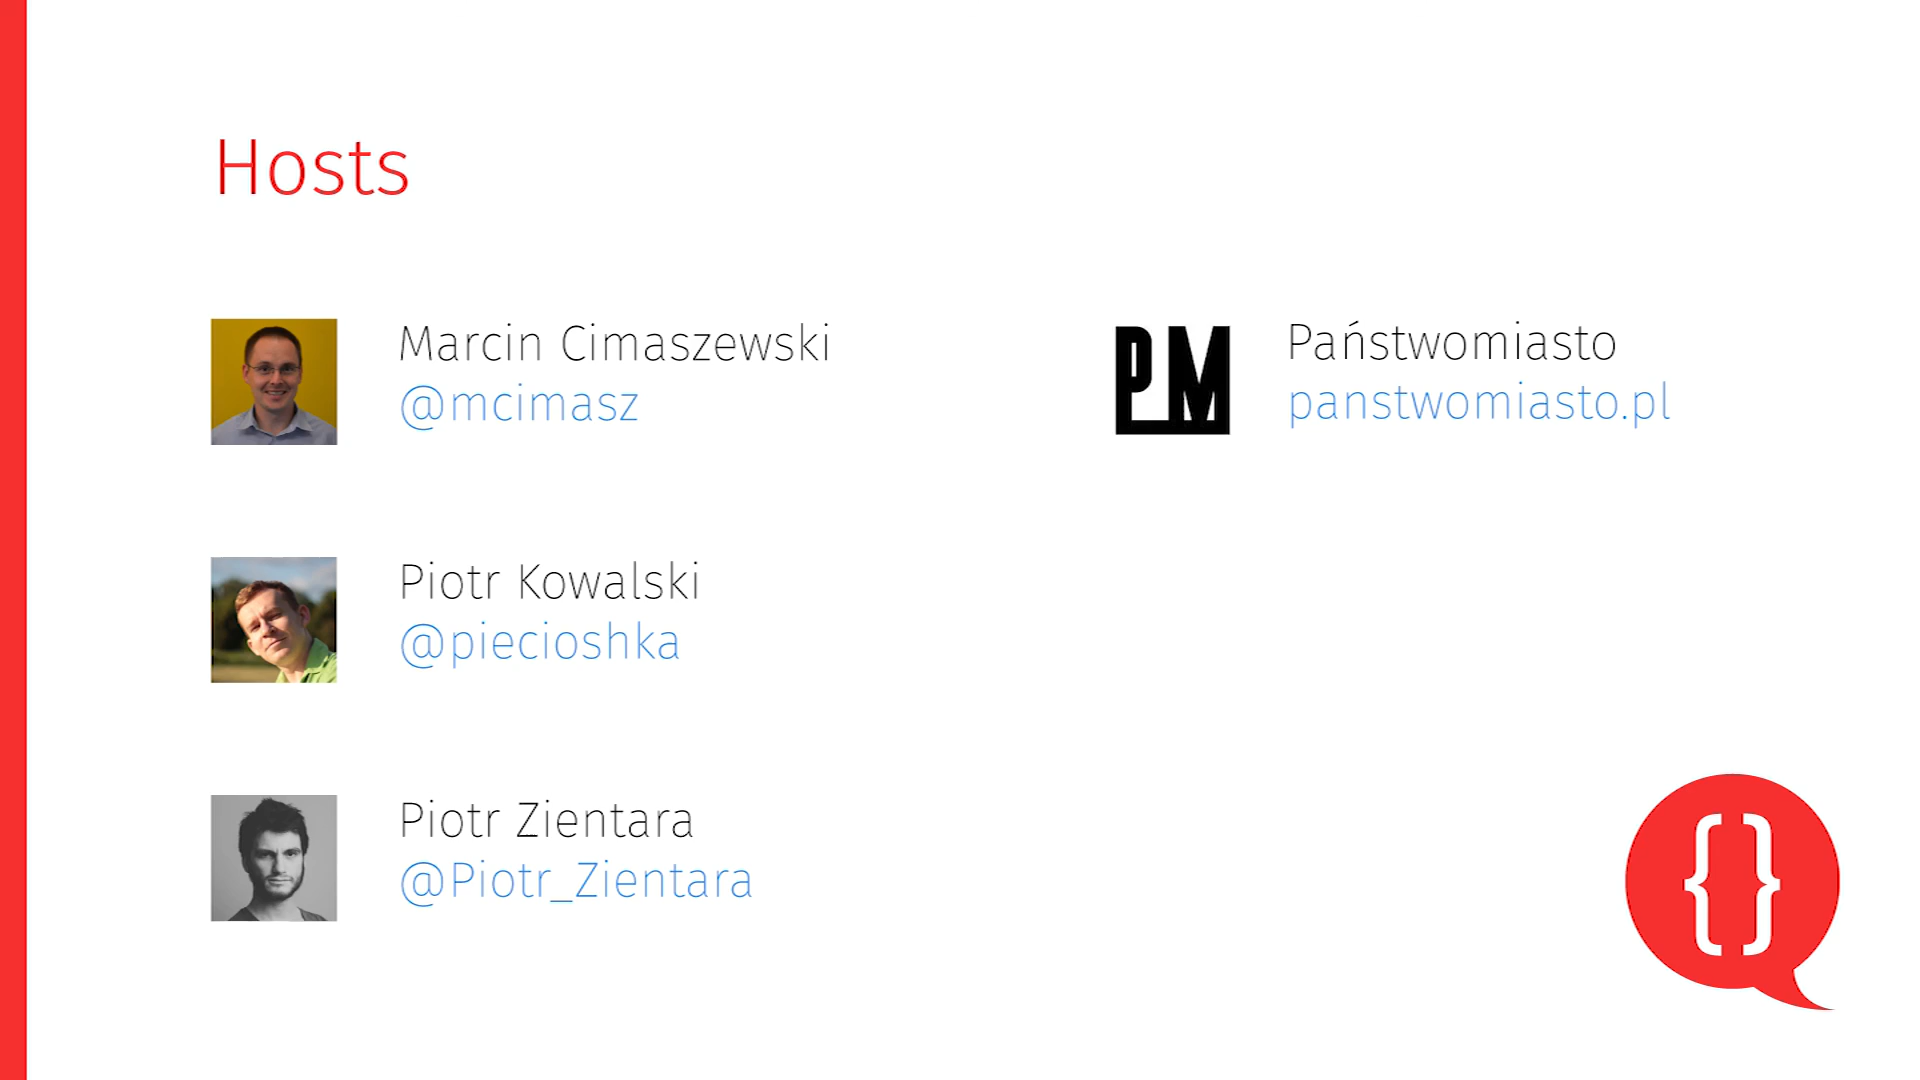 Hosts
Marcin Cimaszewski
@mcimasz
Piotr Kowalski
@piecioshka
Piotr Zientara
@Piotr_Zientara
PM
Państwomiasto
panstwomiasto.pl
{}